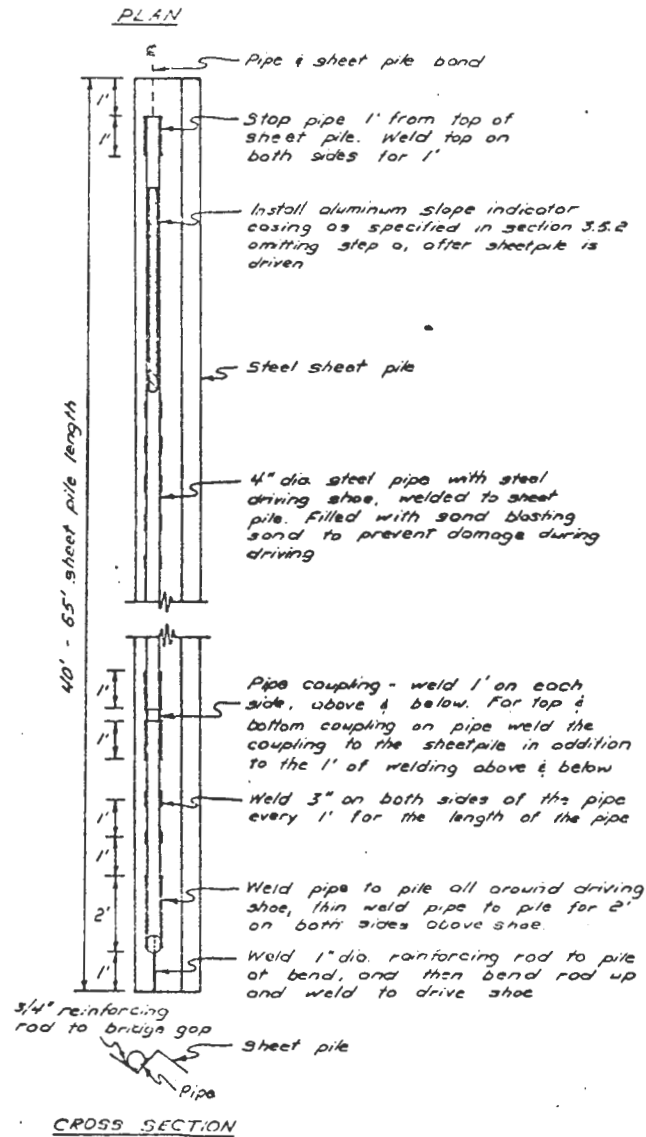 PLAN
Pipe & sheet pile bond
1'
1'
Stop pipe 1' from top of
sheet pile. Weld top on
both sides for 1'
Install aluminum slope indicator
casing as specified in section 3.5.2
omitting step a, after sheetpile is
driven
Steel sheet pile
40' - 65' sheet pile length
4" dia. steel pipe with steel
driving shoe, welded to sheet
pile. Filled with sand blasting
sand to prevent damage during
driving
1'
1'
Pipe coupling - weld 1' on each
side, above & below. For top &
bottom coupling on pipe weld the
coupling to the sheetpile in addition
to the 1' of welding above & below
1'
1'
Weld 3" on both sides of the pipe
every 1' for the length of the pipe
2'
Weld pipe to pile all around driving
shoe, thin weld pipe to pile for 2'
on both sides above shoe.
1'
Weld 1" dia. rainforcing rod to pile
at bend, and then bend rod up
and weld to drive shoe
3/4" reinforcing
rod to bridge gap
Sheet pile
Pipe
CROSS SECTION